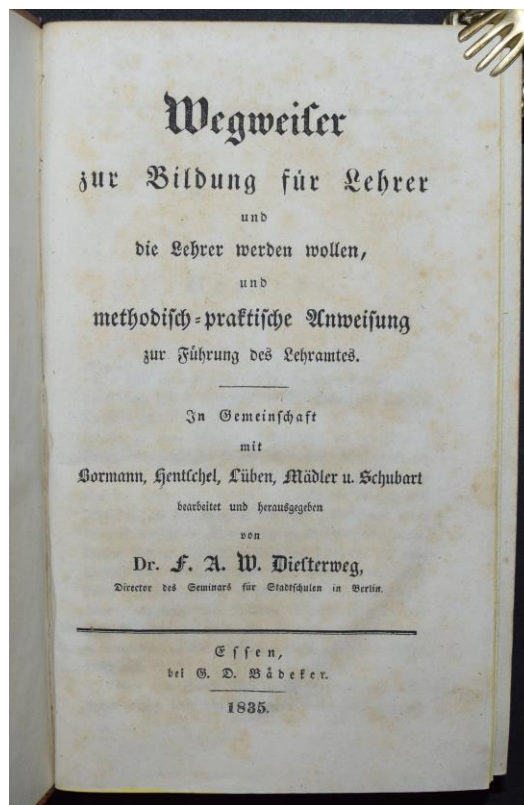 Wegweiſer
zur Bildung für Lehrer
und
die Lehrer werden wollen,
und
methodiſch-praktiſche Anweiſung
zur Führung des Lehramtes.
In Gemeinſchaft
mit
Bormann, Hentſchel, Lüben, Mädler u. Schubart
bearbeitet und herausgegeben
von
Dr. F. A. W. Dieſterweg,
Director des Seminars für Stadtſchulen in Berlin.
Eſſen,
bei G. D. Bädeker.
1835.